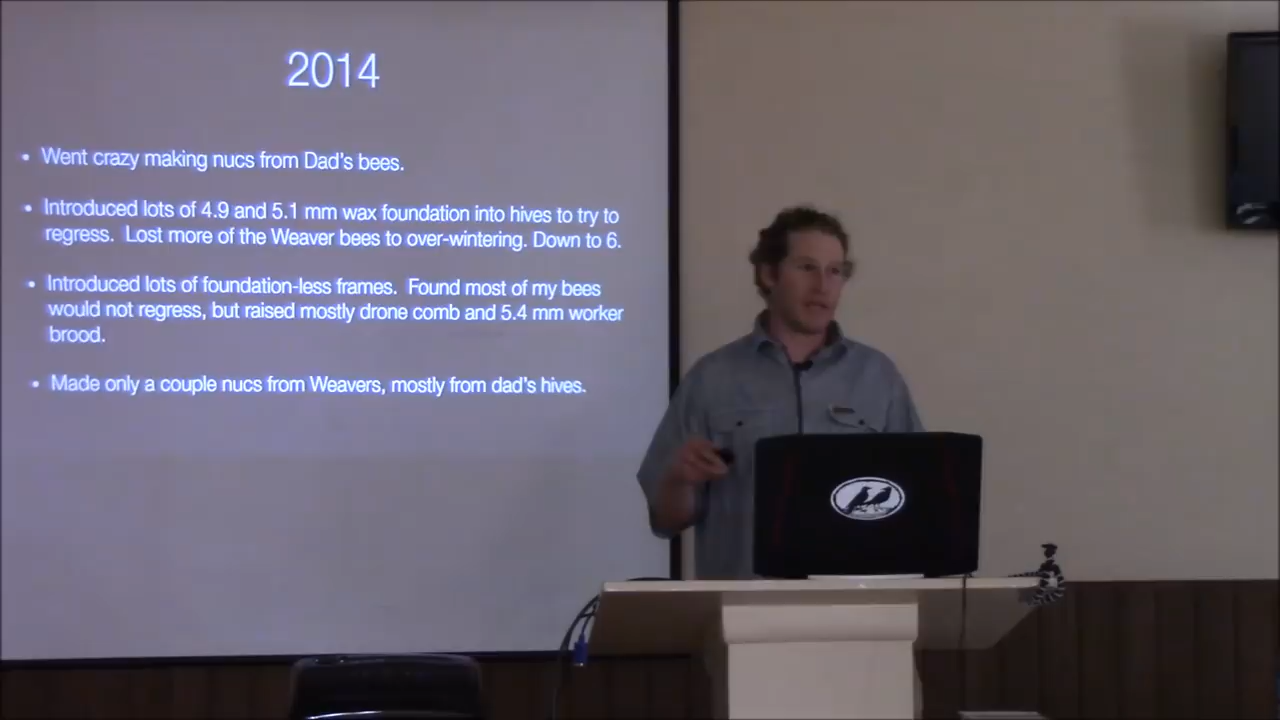 2014
• Went crazy making nucs from Dad's bees.
• Introduced lots of 4.9 and 5.1 mm wax foundation into hives to try to
regress. Lost more of the Weaver bees to over-wintering. Down to 6.
• Introduced lots of foundation-less frames. Found most of my bees
would not regress, but raised mostly drone comb and 5.4 mm worker
brood.
• Made only a couple nucs from Weavers, mostly from dad's hives.